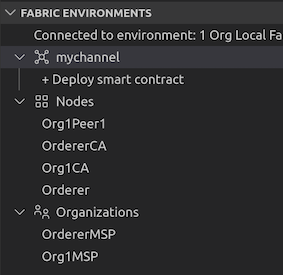 FABRIC ENVIRONMENTS
Connected to environment: 1 Org Local Fa
mychannel
+ Deploy smart contract
Nodes
Org1Peer1
OrdererCA
Org1CA
Orderer
Organizations
OrdererMSP
Org1MSP